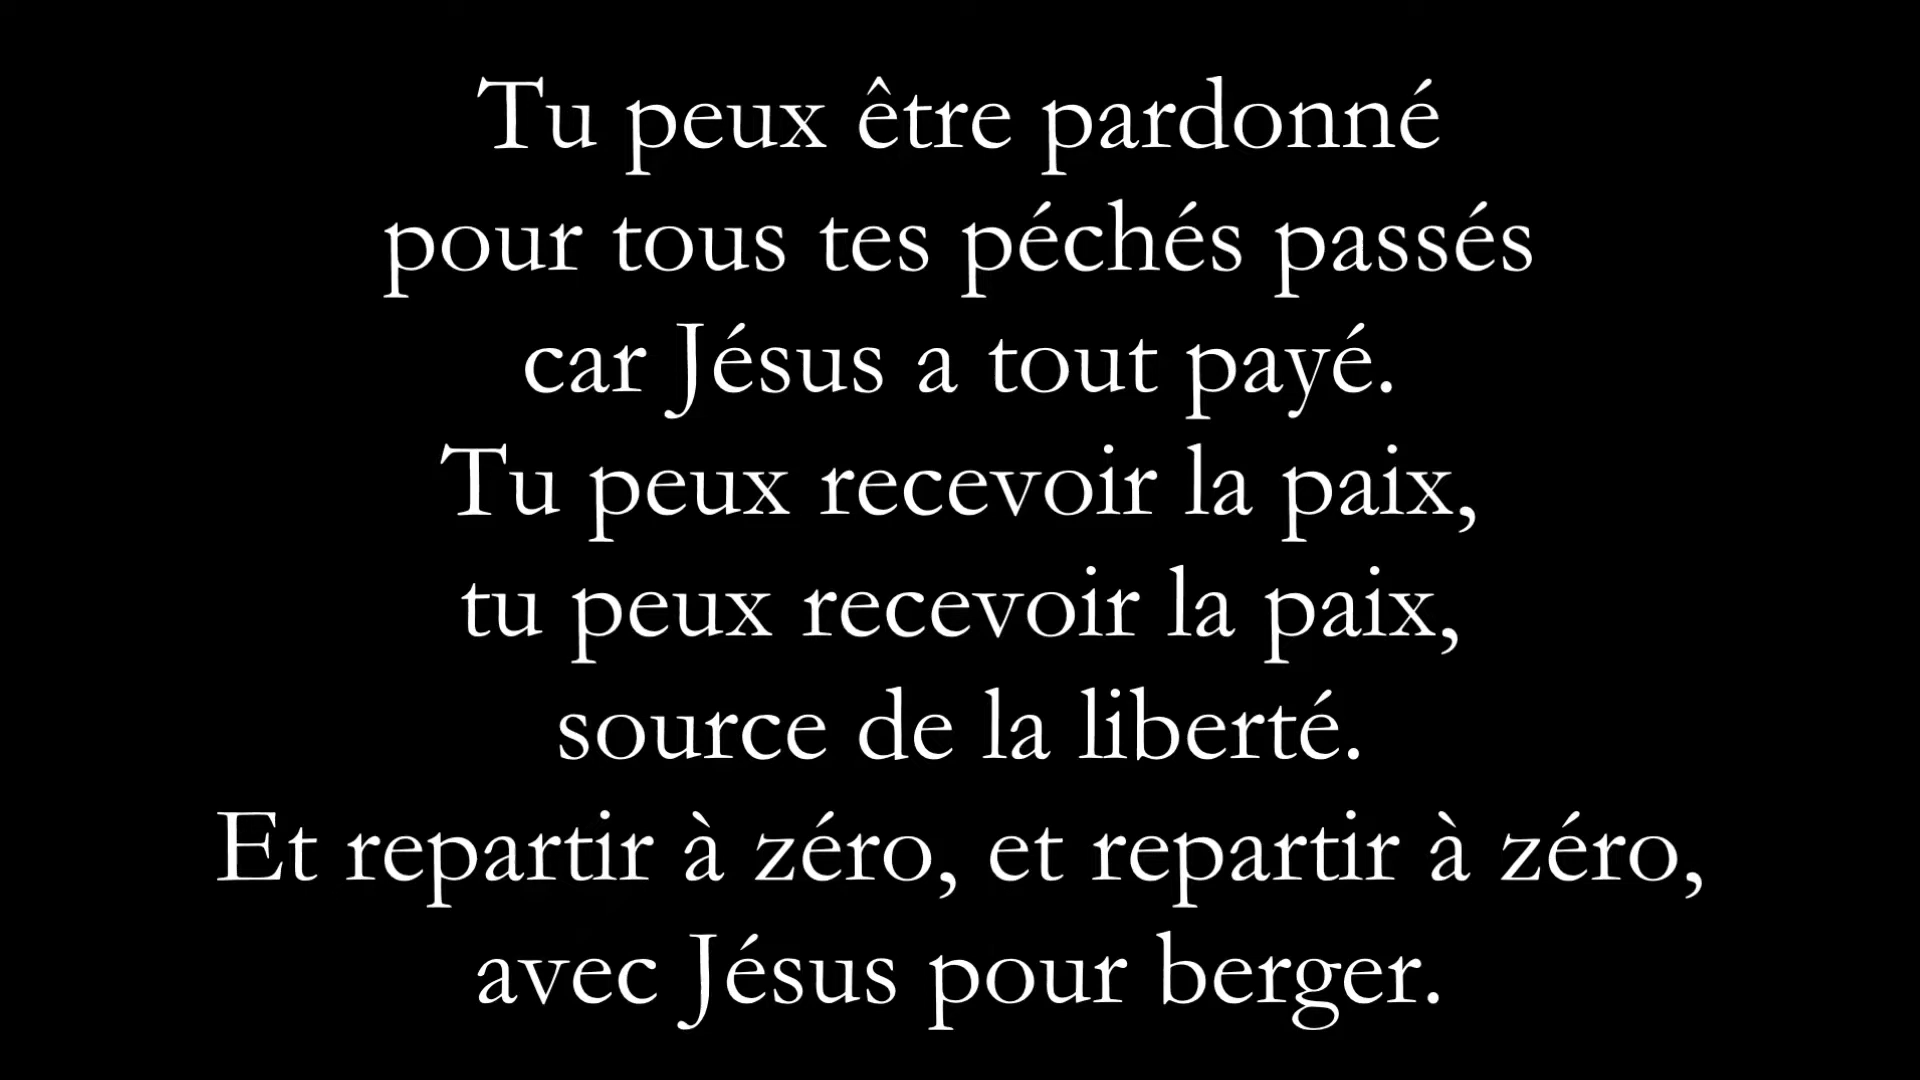 Tu peux être pardonné
pour tous tes péchés passés
car Jésus a tout payé.
Tu peux recevoir la paix,
tu peux recevoir la paix,
source de la liberté.
Et repartir à zéro, et repartir à zéro,
avec Jésus pour berger.